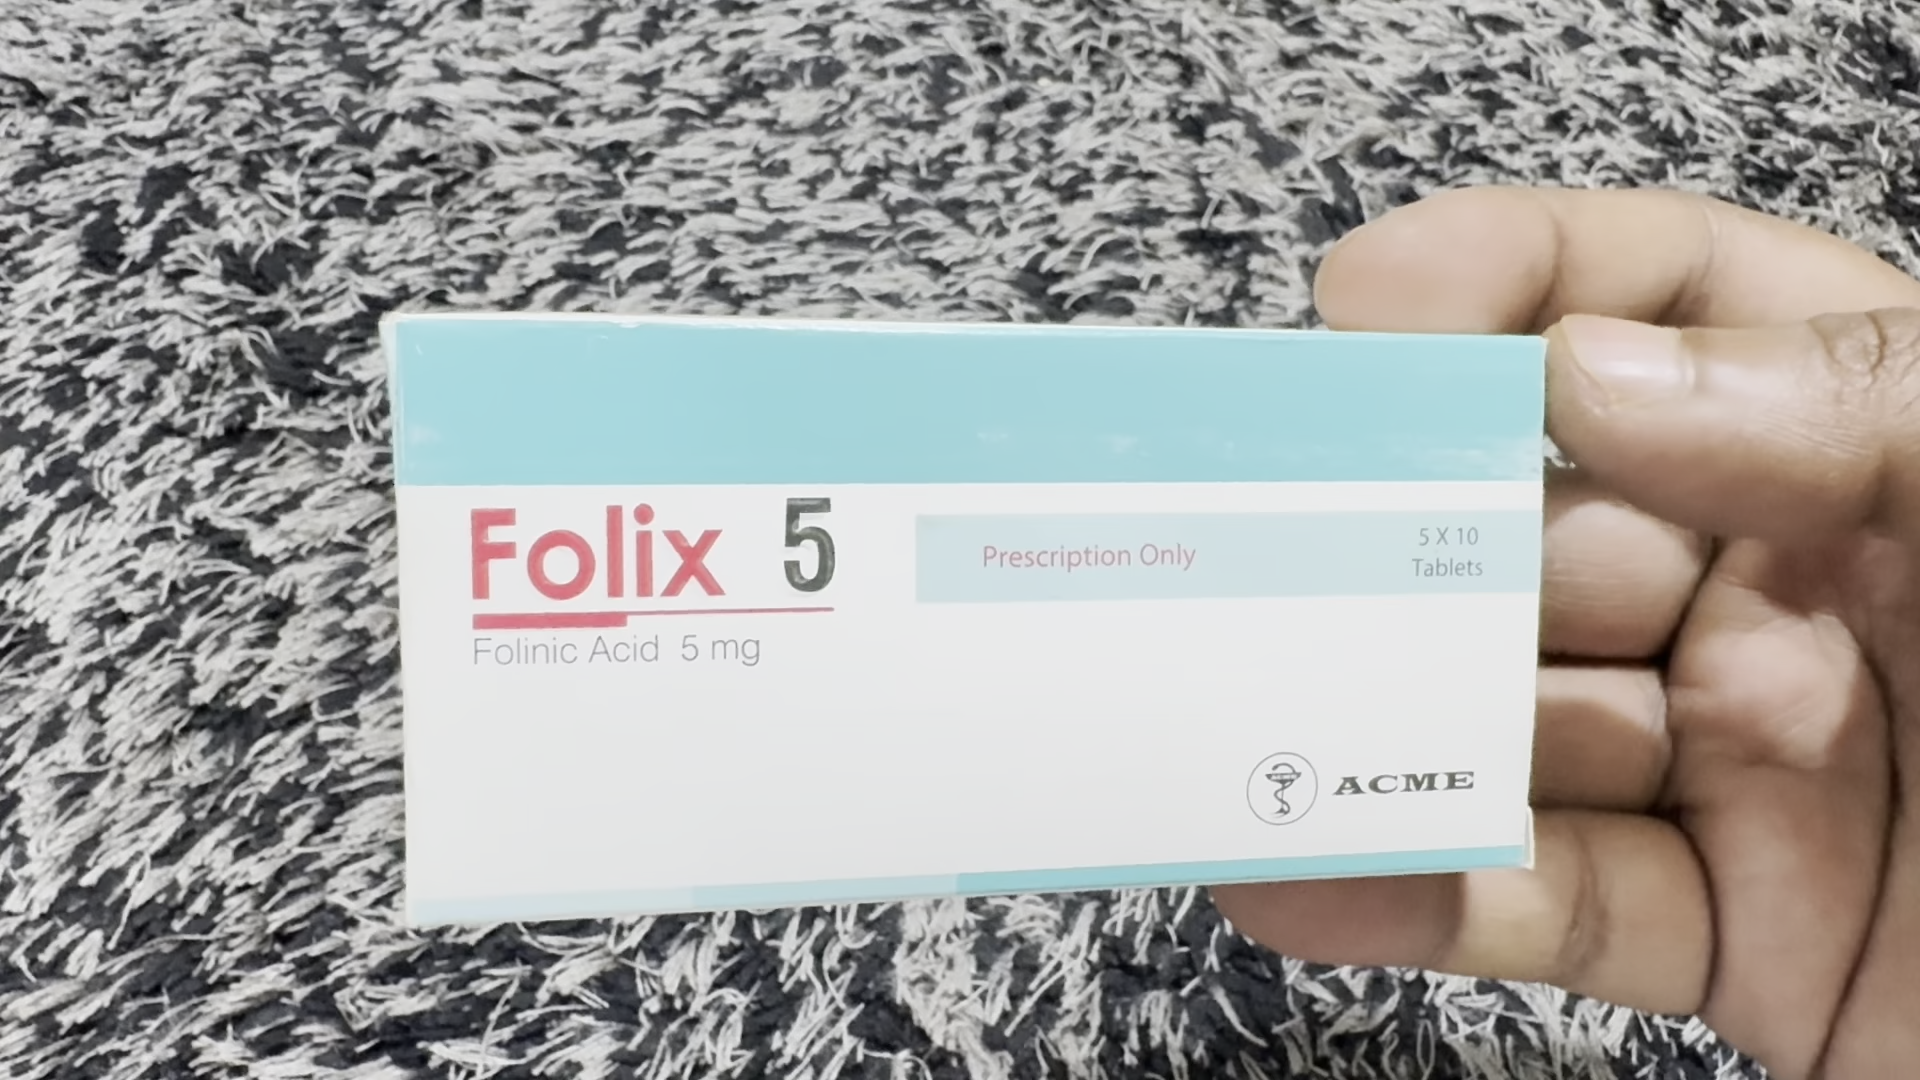 Folix 5
Folinic Acid 5 mg
Prescription Only
5 X 10
Tablets
ACME